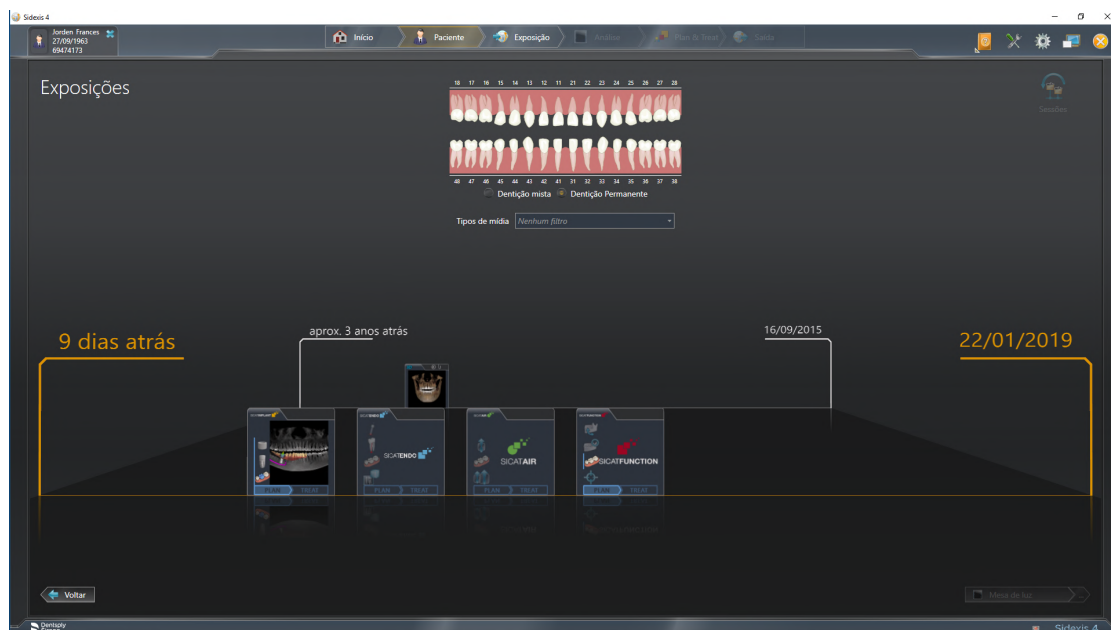 Sidexis 4
Jorden Frances
27/09/1963
69474173
Início
Paciente
Exposição
Análise
Plan & Treat
Saída
Exposições
Sessões
18 17 16 15 14 13 12 11 21 22 23 24 25 26 27 28
48 47 46 45 44 43 42 41 31 32 33 34 35 36 37 38
Dentição mista Dentição Permanente
Tipos de mídia Nenhum filtro
9 dias atrás
aprox. 3 anos atrás
16/09/2015
22/01/2019
SICATENDO
SICATAIR
SICATFUNCTION
PLAN TREAT
PLAN TREAT
PLAN TREAT
PLAN TREAT
Voltar
Mesa de luz
Dentsply
Sidexis 4